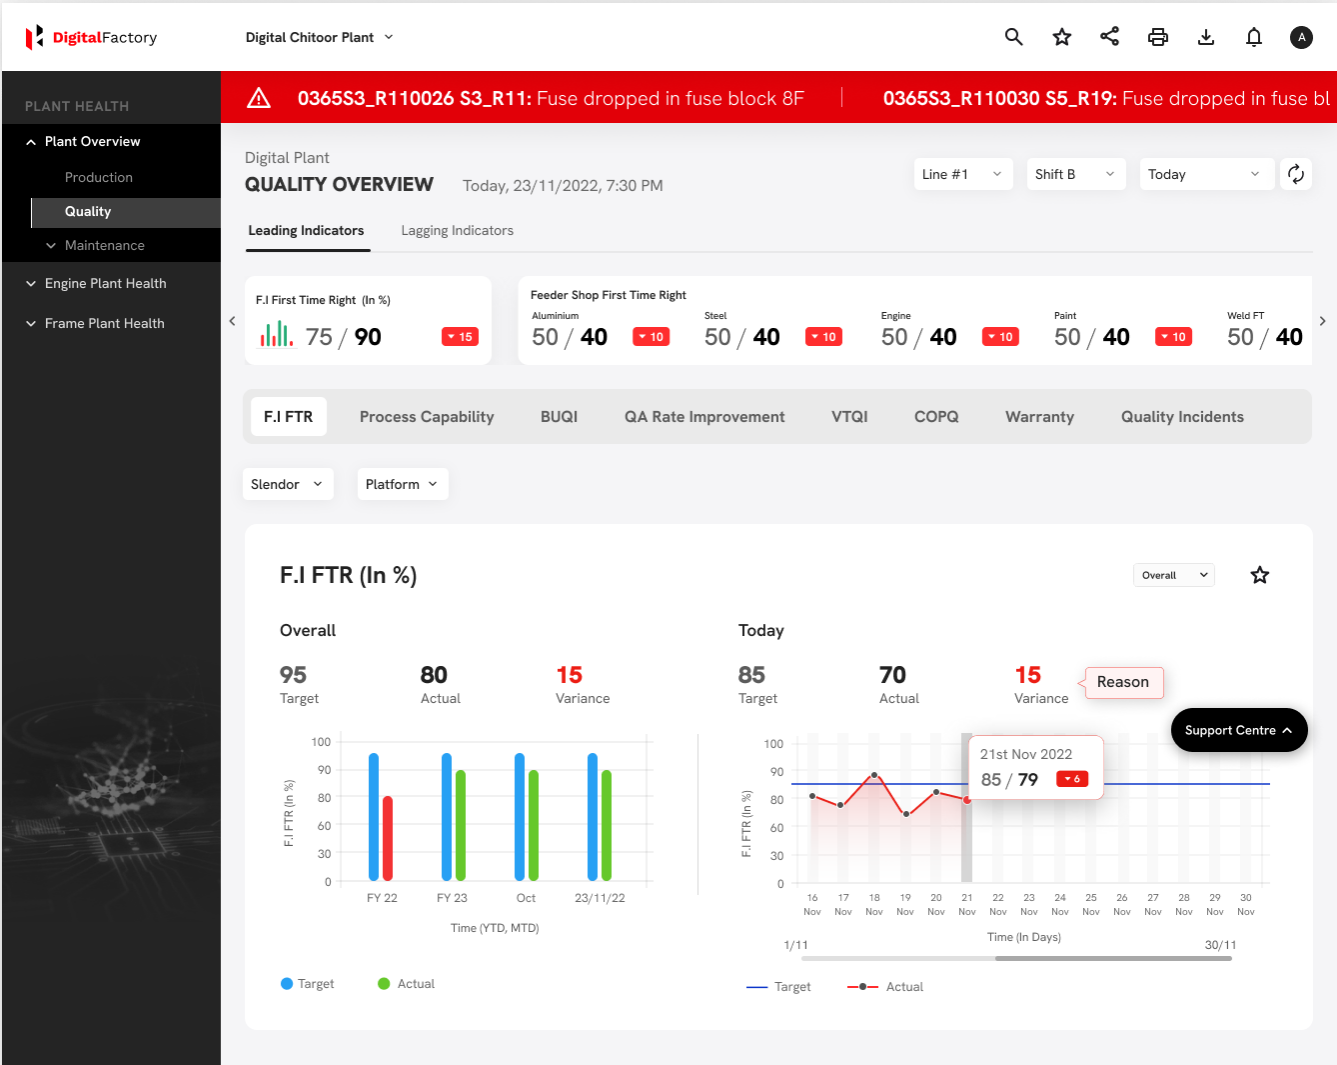 DigitalFactory
Digital Chitoor Plant
A
PLANT HEALTH
Plant Overview
Production
Quality
Maintenance
Engine Plant Health
Frame Plant Health
0365S3_R110026 S3_R11: Fuse dropped in fuse block 8F
0365S3_R110030 S5_R19: Fuse dropped in fuse bl
Digital Plant
QUALITY OVERVIEW
Today, 23/11/2022, 7:30 PM
Line #1
Shift B
Today
Leading Indicators
Lagging Indicators
F.I First Time Right (In %)
75 / 90
15
Feeder Shop First Time Right
Aluminium
50 / 40
10
Steel
50 / 40
10
Engine
50 / 40
10
Paint
50 / 40
10
Weld FT
50 / 40
F.I FTR
Process Capability
BUQI
QA Rate Improvement
VTQI
COPQ
Warranty
Quality Incidents
Slendor
Platform
F.I FTR (In %)
Overall
Overall
95
Target
80
Actual
15
Variance
F.I FTR (In %)
100
90
80
60
30
0
FY 22
FY 23
Oct
23/11/22
Time (YTD, MTD)
Target
Actual
Today
85
Target
70
Actual
15
Variance
Reason
Support Centre
21st Nov 2022
85 / 79
6
F.I FTR (In %)
100
90
80
60
30
0
16 Nov
17 Nov
18 Nov
19 Nov
20 Nov
21 Nov
22 Nov
23 Nov
24 Nov
25 Nov
26 Nov
27 Nov
28 Nov
29 Nov
30 Nov
Time (In Days)
1/11
30/11
Target
Actual